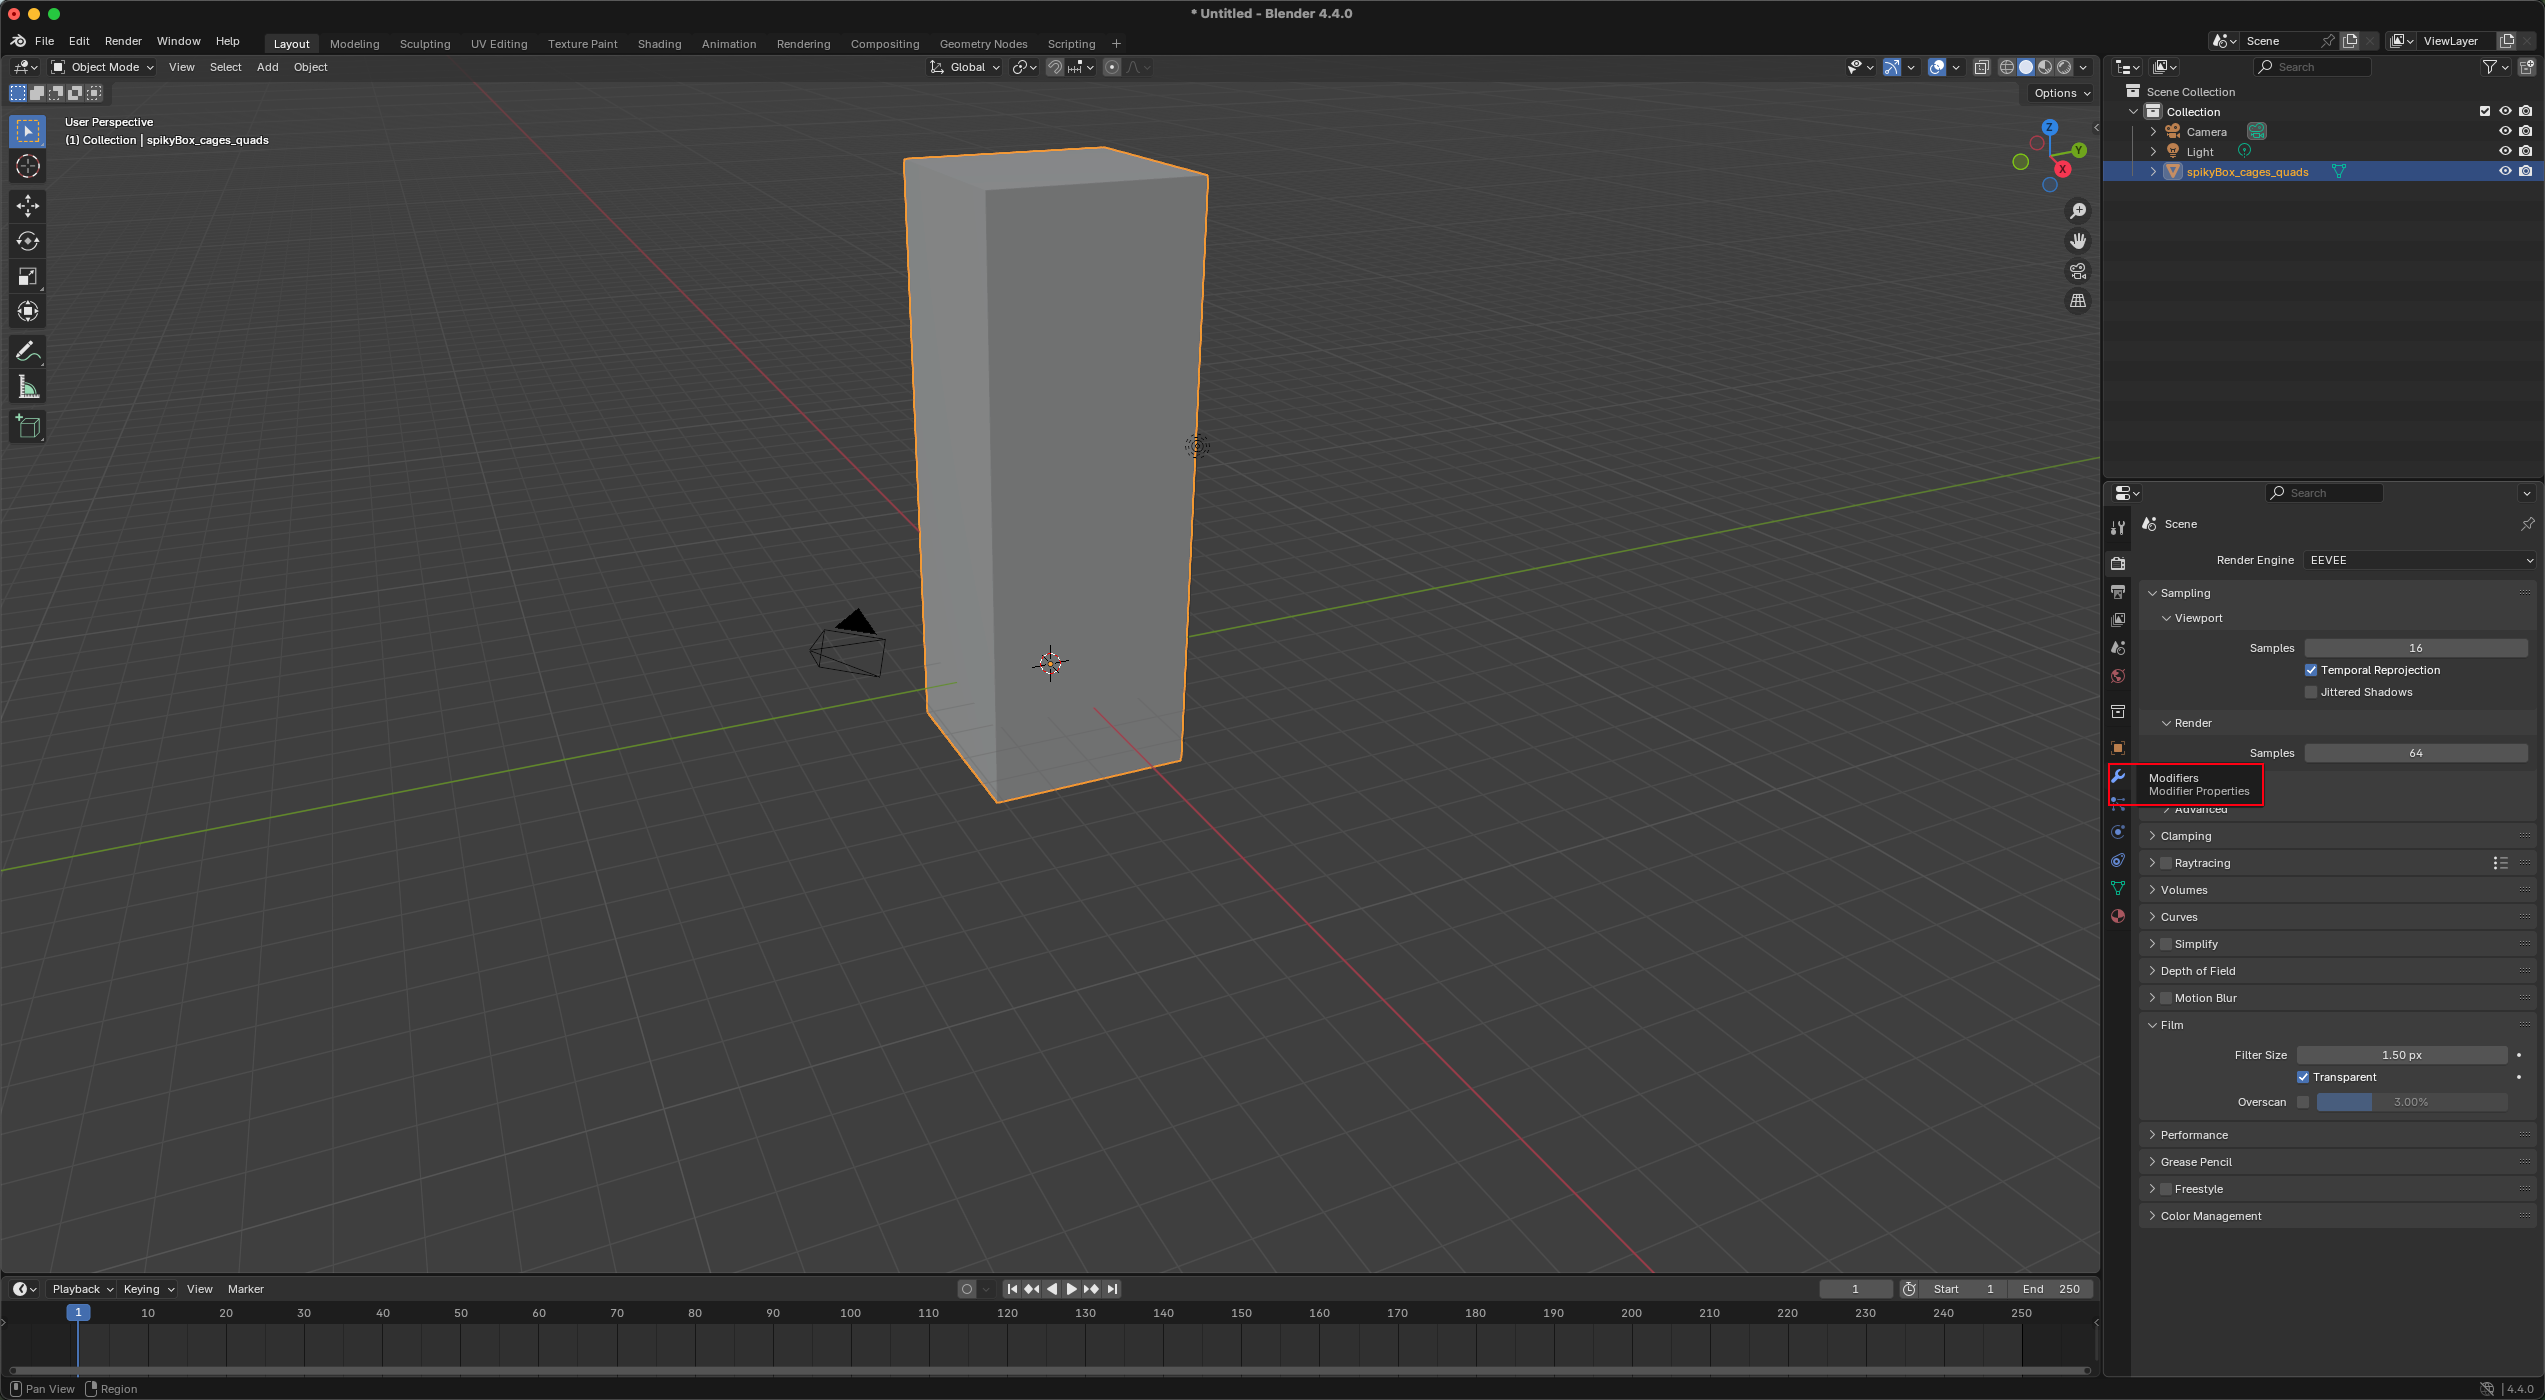 * Untitled - Blender 4.4.0
File Edit Render Window Help Layout Modeling Sculpting UV Editing Texture Paint Shading Animation Rendering Compositing Geometry Nodes Scripting + Scene ViewLayer
Object Mode View Select Add Object Global Search
Options
User Perspective
(1) Collection | spikyBox_cages_quads
Z
Y
X
Scene Collection
Collection
Camera
Light
spikyBox_cages_quads
Search
Scene
Render Engine EEVEE
Sampling
Viewport
Samples 16
Temporal Reprojection
Jittered Shadows
Render
Samples 64
Modifiers
Modifier Properties
Advanced
Clamping
Raytracing
Volumes
Curves
Simplify
Depth of Field
Motion Blur
Film
Filter Size 1.50 px
Transparent
Overscan 3.00%
Performance
Grease Pencil
Freestyle
Color Management
Playback Keying View Marker 1 Start 1 End 250
1 10 20 30 40 50 60 70 80 90 100 110 120 130 140 150 160 170 180 190 200 210 220 230 240 250
Pan View Region 4.4.0